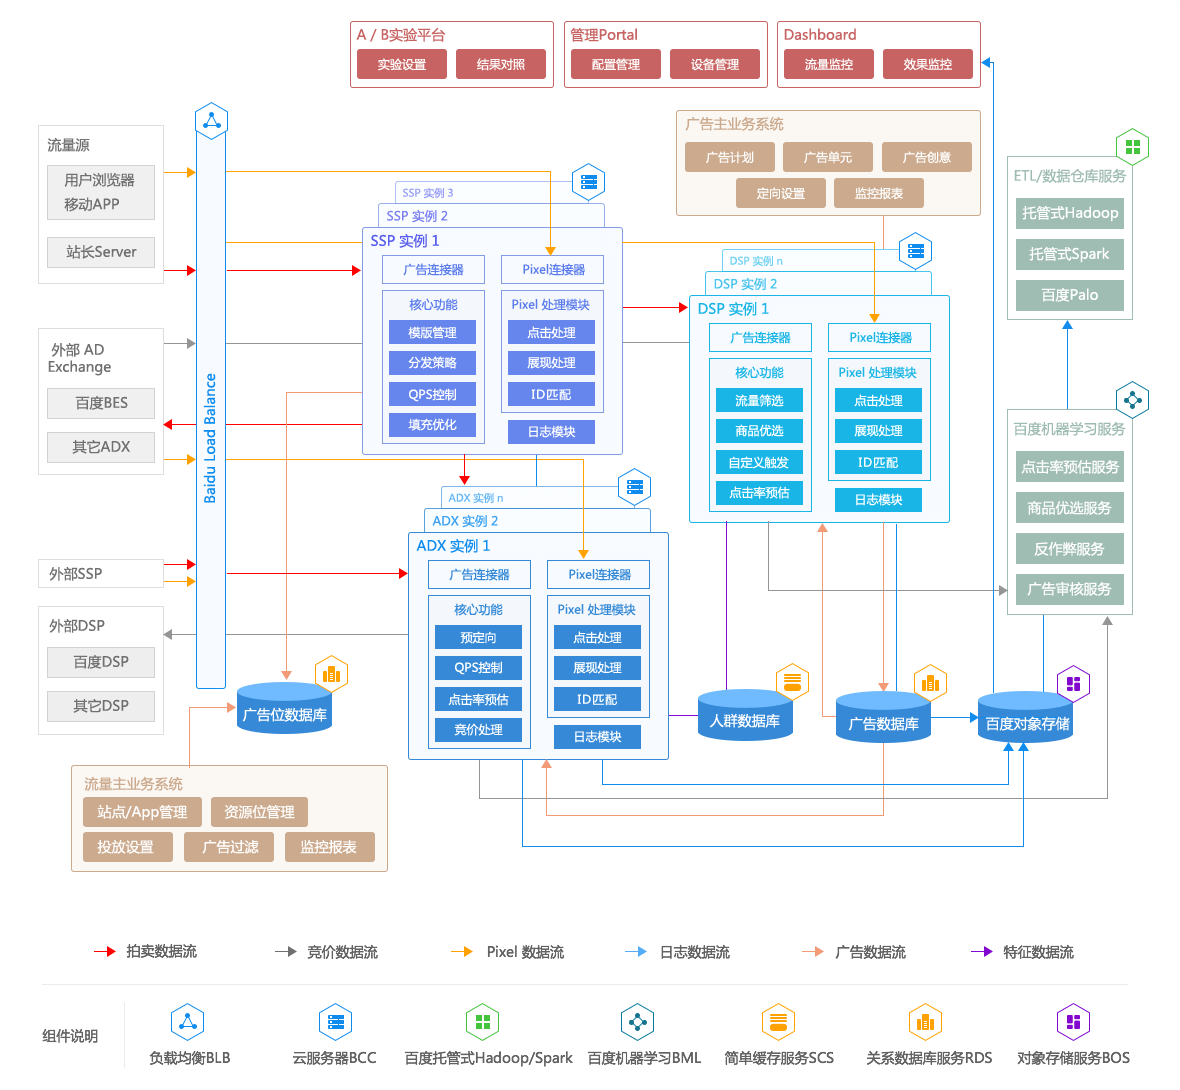 A / B实验平台
实验设置
结果对照
管理Portal
配置管理
设备管理
Dashboard
流量监控
效果监控
流量源
用户浏览器
移动APP
站长Server
外部 AD
Exchange
百度BES
其它ADX
外部SSP
外部DSP
百度DSP
其它DSP
Baidu Load Balance
SSP 实例 3
SSP 实例 2
SSP 实例 1
广告连接器
核心功能
模版管理
分发策略
QPS控制
填充优化
Pixel连接器
Pixel 处理模块
点击处理
展现处理
ID匹配
日志模块
广告主业务系统
广告计划
广告单元
广告创意
定向设置
监控报表
DSP 实例 n
DSP 实例 2
DSP 实例 1
广告连接器
核心功能
流量筛选
商品优选
自定义触发
点击率预估
Pixel连接器
Pixel 处理模块
点击处理
展现处理
ID匹配
日志模块
ETL/数据仓库服务
托管式Hadoop
托管式Spark
百度Palo
百度机器学习服务
点击率预估服务
商品优选服务
反作弊服务
广告审核服务
ADX 实例 n
ADX 实例 2
ADX 实例 1
广告连接器
核心功能
预定向
QPS控制
点击率预估
竞价处理
Pixel连接器
Pixel 处理模块
点击处理
展现处理
ID匹配
日志模块
广告位数据库
人群数据库
广告数据库
百度对象存储
流量主业务系统
站点/App管理
资源位管理
投放设置
广告过滤
监控报表
拍卖数据流
竞价数据流
Pixel 数据流
日志数据流
广告数据流
特征数据流
组件说明
负载均衡BLB
云服务器BCC
百度托管式Hadoop/Spark
百度机器学习BML
简单缓存服务SCS
关系数据库服务RDS
对象存储服务BOS